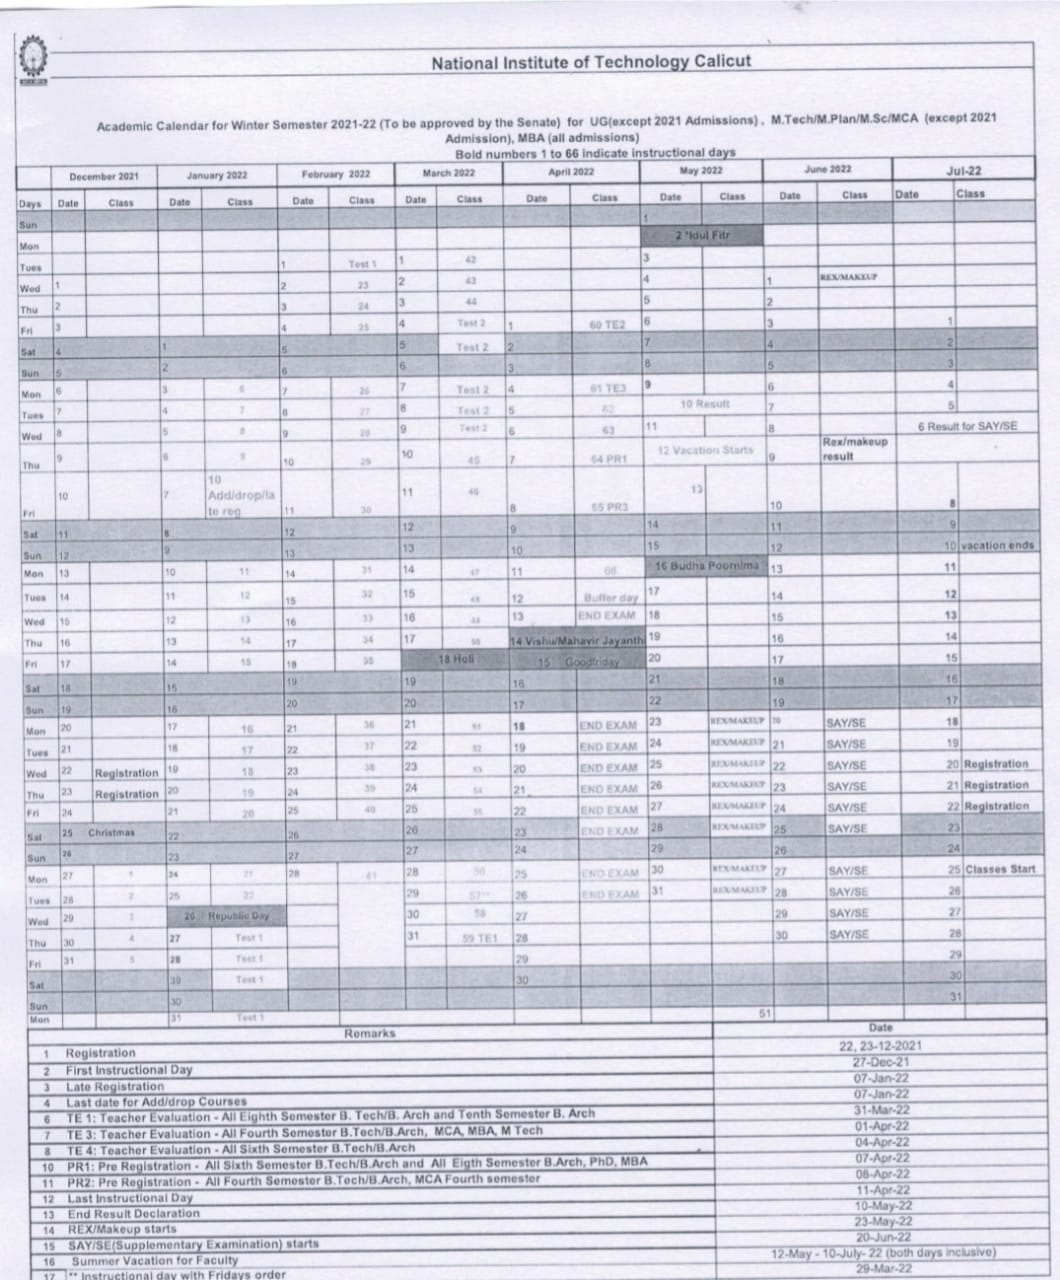 National Institute of Technology Calicut
Academic Calendar for Winter Semester 2021-22 (To be approved by the Senate) for UG(except 2021 Admissions) , M.Tech/M.Plan/M.Sc/MCA (except 2021
Admission), MBA (all admissions)
Bold numbers 1 to 66 indicate instructional days
December 2021 January 2022 February 2022 March 2022 April 2022 May 2022 June 2022 Jul-22
Days Date Class Date Class Date Class Date Class Date Class Date Class Date Class Date Class
Sun 1
Mon 2 *Idul Fitr
Tues 1 Test 1 1 42 3
Wed 1 2 23 2 43 4 1 REX/MAKEUP
Thu 2 3 24 3 44 5 2
Fri 3 4 25 4 Test 2 1 60 TE2 6 3 1
Sat 4 1 5 5 Test 2 2 7 4 2
Sun 5 2 6 6 3 8 5 3
Mon 6 3 6 7 26 7 Test 2 4 61 TE3 9 6 4
Tues 7 4 7 8 27 8 Test 2 5 62 10 Result 7 5
Wed 8 5 8 9 28 9 Test 2 6 63 11 8 6 Result for SAY/SE
Thu 9 6 9 10 29 10 45 7 64 PR1 12 Vacation Starts 9 Rex/makeup
result
Fri 10 7 10
Add/drop/la
te reg 11 30 11 46 8 65 PR3 13 10 8
Sat 11 8 12 12 9 14 11 9
Sun 12 9 13 13 10 15 12 10 vacation ends
Mon 13 10 11 14 31 14 47 11 66 16 Budha Poornima 13 11
Tues 14 11 12 15 32 15 48 12 Buffer day 17 14 12
Wed 15 12 13 16 33 16 13 END EXAM 18 15 13
Thu 16 13 14 17 34 17 50 14 Vishu/Mahavir Jayanth 19 16 14
Fri 17 14 15 18 35 18 Holi 15 Goodfriday 20 17 15
Sat 18 15 19 19 16 21 18 16
Sun 19 16 20 20 17 22 19 17
Mon 20 17 16 21 36 21 51 18 END EXAM 23 REX/MAKEUP 20 SAY/SE 18
Tues 21 18 17 22 37 22 52 19 END EXAM 24 REX/MAKEUP 21 SAY/SE 19
Wed 22 Registration 19 18 23 38 23 53 20 END EXAM 25 REX/MAKEUP 22 SAY/SE 20 Registration
Thu 23 Registration 20 19 24 39 24 54 21 END EXAM 26 REX/MAKEUP 23 SAY/SE 21 Registration
Fri 24 21 20 25 40 25 55 22 END EXAM 27 REX/MAKEUP 24 SAY/SE 22 Registration
Sat 25 Christmas 22 26 26 23 END EXAM 28 REX/MAKEUP 25 SAY/SE 23
Sun 26 23 27 27 24 29 26 24
Mon 27 1 24 21 28 41 28 56 25 END EXAM 30 REX/MAKEUP 27 SAY/SE 25 Classes Start
Tues 28 2 25 22 29 57** 26 END EXAM 31 REX/MAKEUP 28 SAY/SE 26
Wed 29 26 Republic Day 30 58 27 29 SAY/SE 27
Thu 30 4 27 Test 1 31 59 TE1 28 30 SAY/SE 28
Fri 31 5 28 Test 1 29 29
Sat Test 1 30 30
Sun 30 31
Mon 31 Test 1 51
Remarks Date
1 Registration 22, 23-12-2021
2 First Instructional Day 27-Dec-21
3 Late Registration 07-Jan-22
4 Last date for Add/drop Courses 07-Jan-22
6 TE 1: Teacher Evaluation - All Eighth Semester B. Tech/B. Arch and Tenth Semester B. Arch 31-Mar-22
7 TE 3: Teacher Evaluation - All Fourth Semester B.Tech/B.Arch, MCA, MBA, M Tech 01-Apr-22
8 TE 4: Teacher Evaluation - All Sixth Semester B.Tech/B.Arch 04-Apr-22
10 PR1: Pre Registration - All Sixth Semester B.Tech/B.Arch and All Eigth Semester B.Arch, PhD, MBA 07-Apr-22
11 PR2: Pre Registration - All Fourth Semester B.Tech/B.Arch, MCA Fourth semester 08-Apr-22
12 Last Instructional Day 11-Apr-22
13 End Result Declaration 10-May-22
14 REX/Makeup starts 23-May-22
15 SAY/SE(Supplementary Examination) starts 20-Jun-22
16 Summer Vacation for Faculty 12-May - 10-July- 22 (both days inclusive)
17 ** Instructional day with Fridays order 29-Mar-22